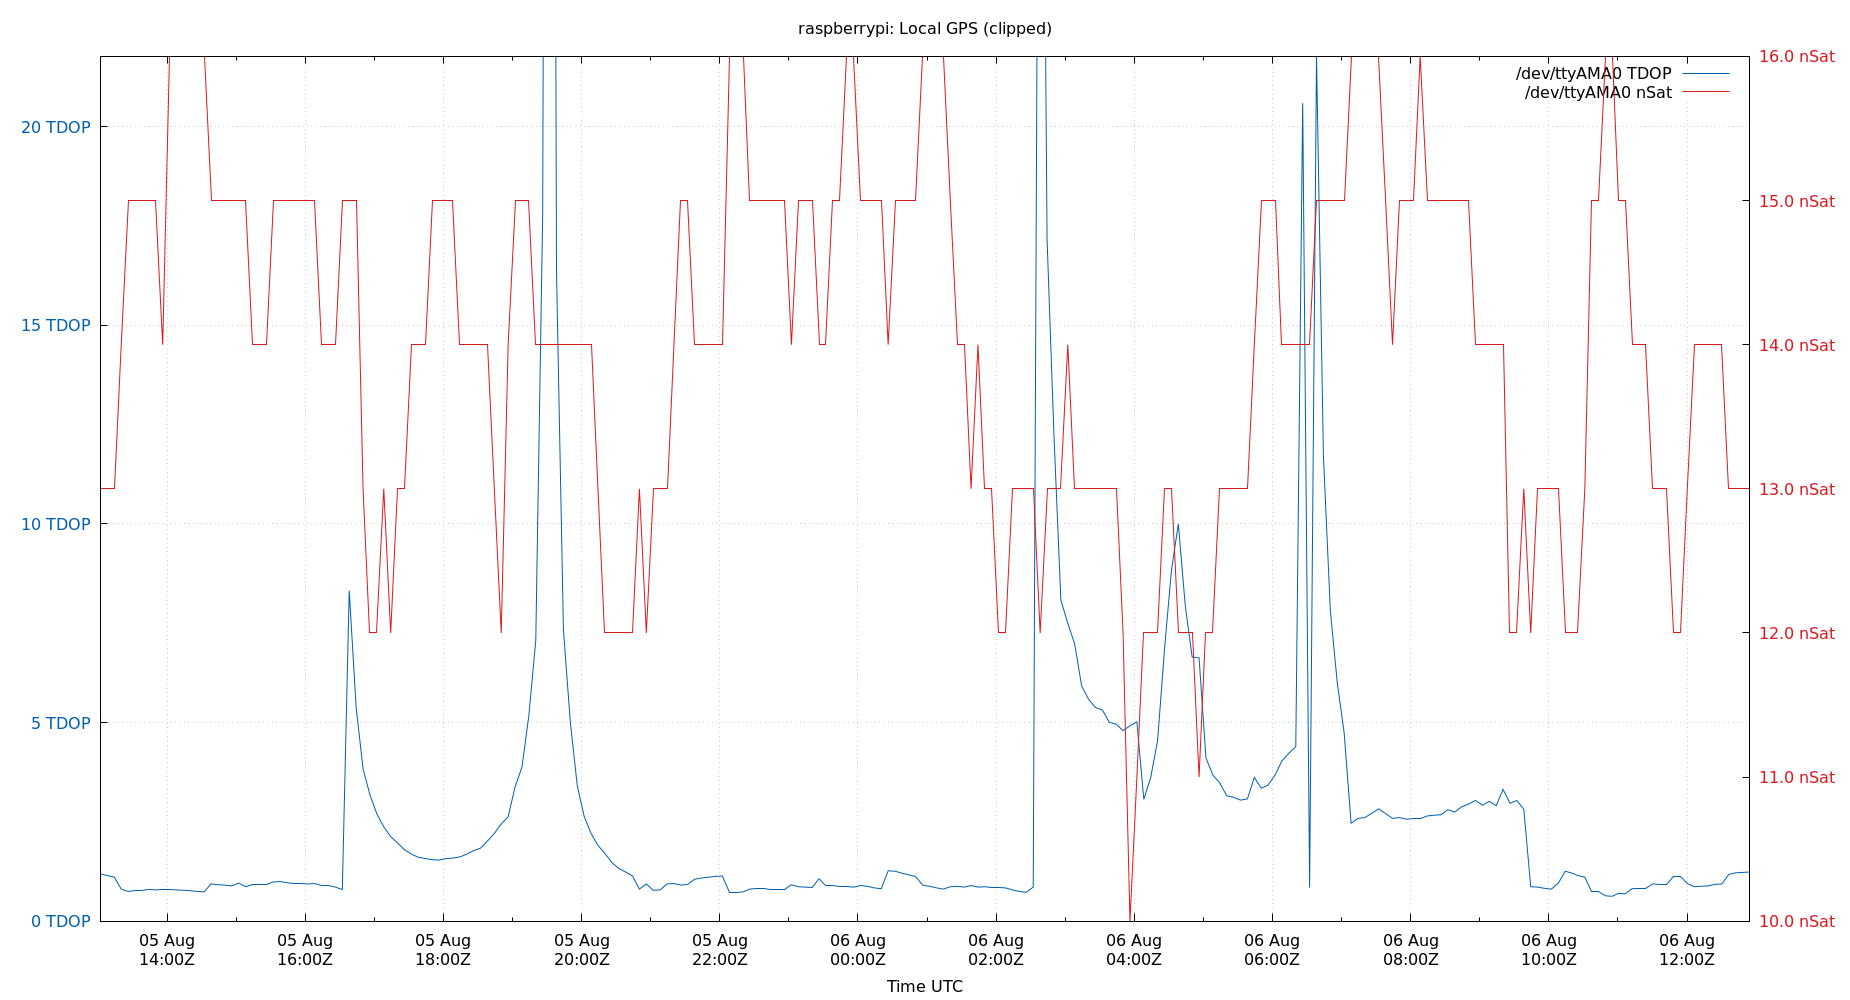 raspberrypi: Local GPS (clipped)
16.0 nSat
/dev/ttyAMA0 TDOP
/dev/ttyAMA0 nSat
20 TDOP
15.0 nSat
15 TDOP
14.0 nSat
10 TDOP
13.0 nSat
12.0 nSat
5 TDOP
11.0 nSat
0 TDOP
10.0 nSat
05 Aug
14:00Z
05 Aug
16:00Z
05 Aug
18:00Z
05 Aug
20:00Z
05 Aug
22:00Z
06 Aug
00:00Z
06 Aug
02:00Z
06 Aug
04:00Z
06 Aug
06:00Z
06 Aug
08:00Z
06 Aug
10:00Z
06 Aug
12:00Z
Time UTC